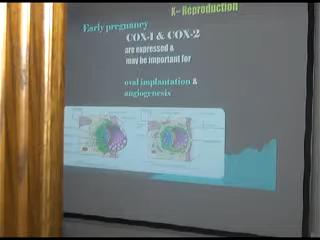 K- Reproduction
Early pregnancy
COX-1 & COX-2
are expressed &
may be important for
oval implantation &
angiogenesis